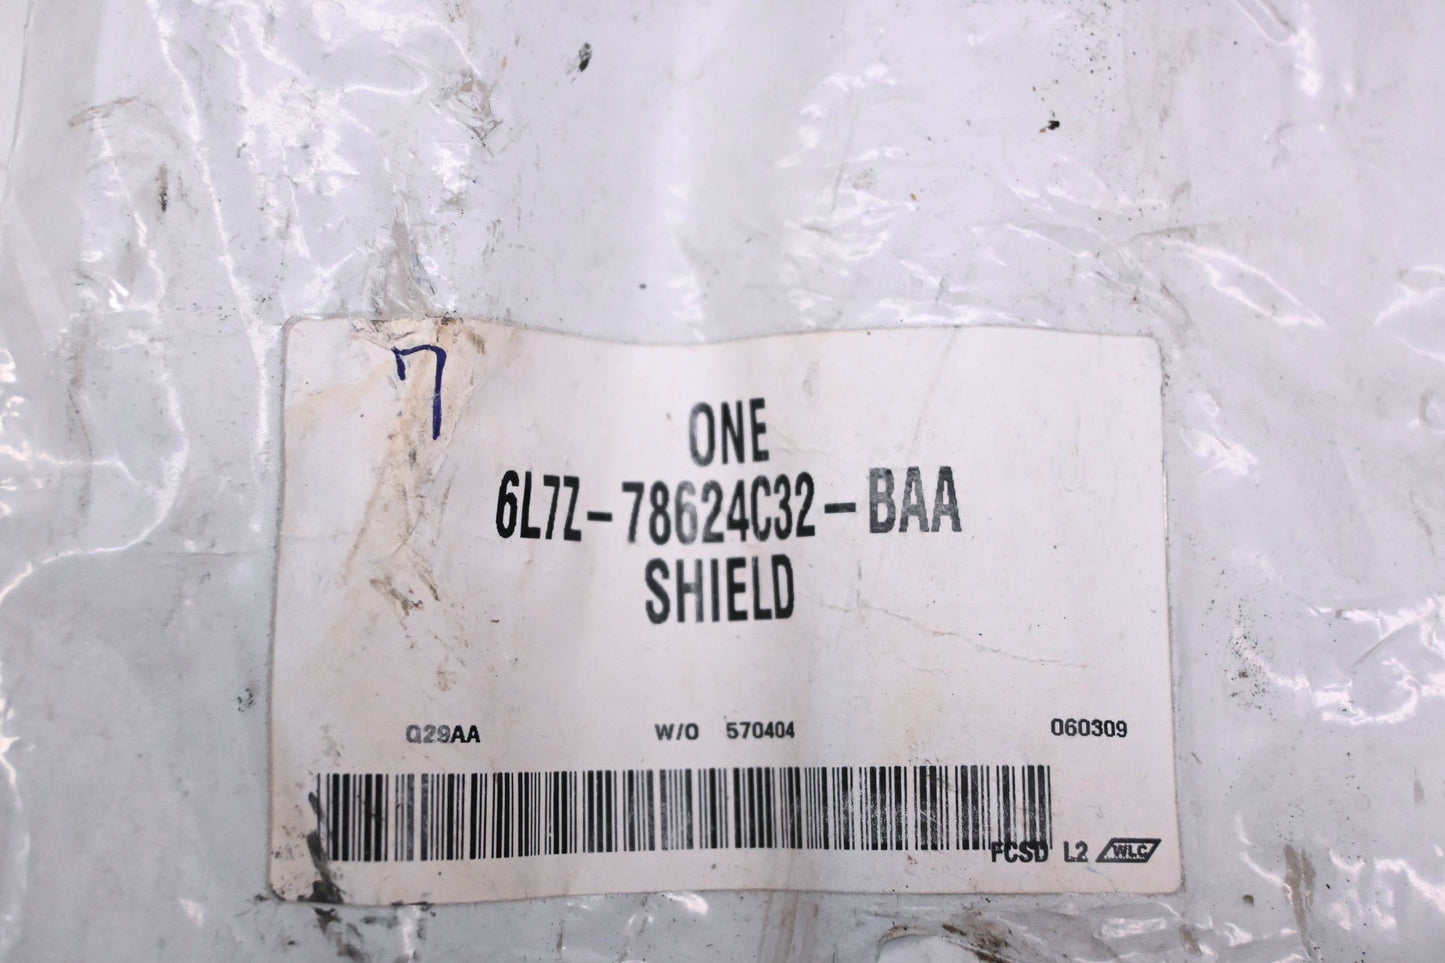 7
ONE
6L7Z-78624C32-BAA
SHIELD
Q29AA W/O 570404 060309
FCSD L2 WLC